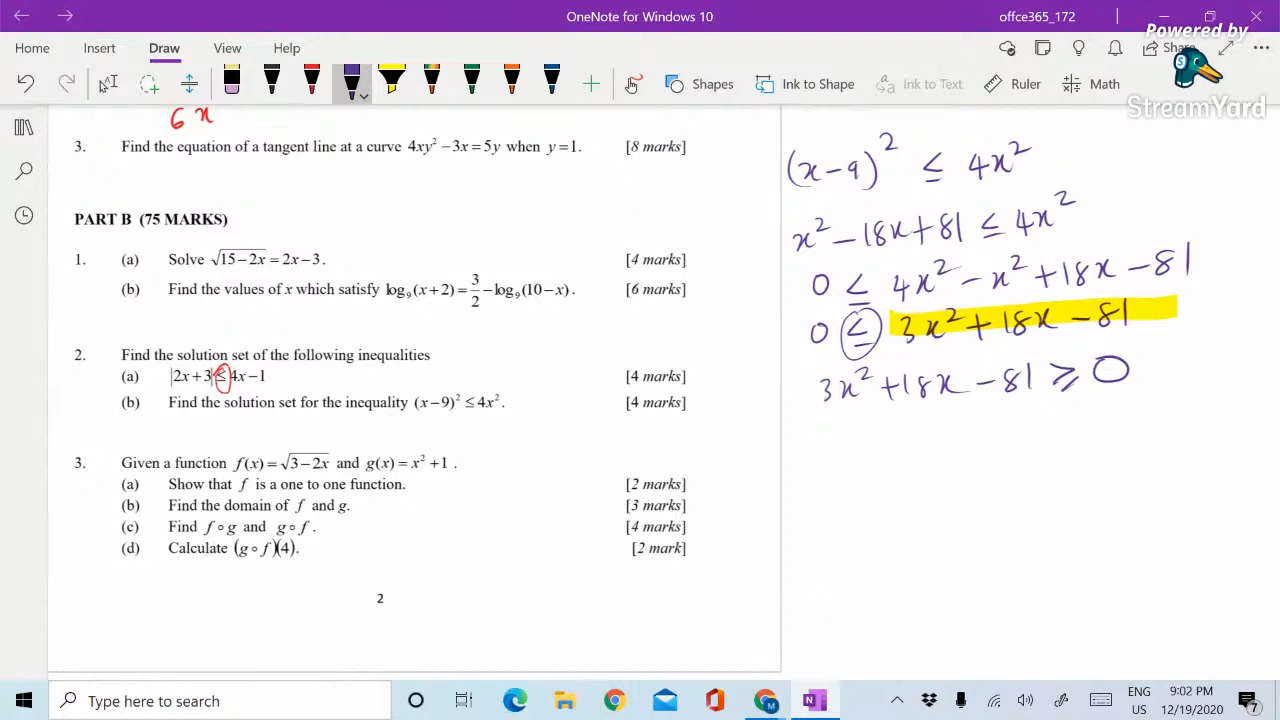 OneNote for Windows 10
offce365_172
Powered by
StreamYard
Home Insert Draw View Help
Share
Shapes Ink to Shape Ink to Text Ruler Math
6 x
3. Find the equation of a tangent line at a curve 4xy² − 3x = 5y when y = 1. [8 marks]
PART B (75 MARKS)
1. (a) Solve √(15 − 2x) = 2x − 3. [4 marks]
(b) Find the values of x which satisfy log₉(x + 2) = 3/2 − log₉(10 − x). [6 marks]
2. Find the solution set of the following inequalities
(a) |2x + 3| ≤ 4x − 1 [4 marks]
(b) Find the solution set for the inequality (x − 9)² ≤ 4x². [4 marks]
3. Given a function f(x) = √(3 − 2x) and g(x) = x² + 1.
(a) Show that f is a one to one function. [2 marks]
(b) Find the domain of f and g. [3 marks]
(c) Find f ∘ g and g ∘ f. [4 marks]
(d) Calculate (g ∘ f)(4). [2 mark]
2
(x − 9)² ≤ 4x²
x² − 18x + 81 ≤ 4x²
0 ≤ 4x² − x² + 18x − 81
0 ≤ 3x² + 18x − 81
3x² + 18x − 81 ≥ 0
Type here to search
ENG
9:02 PM
12/19/2020
7